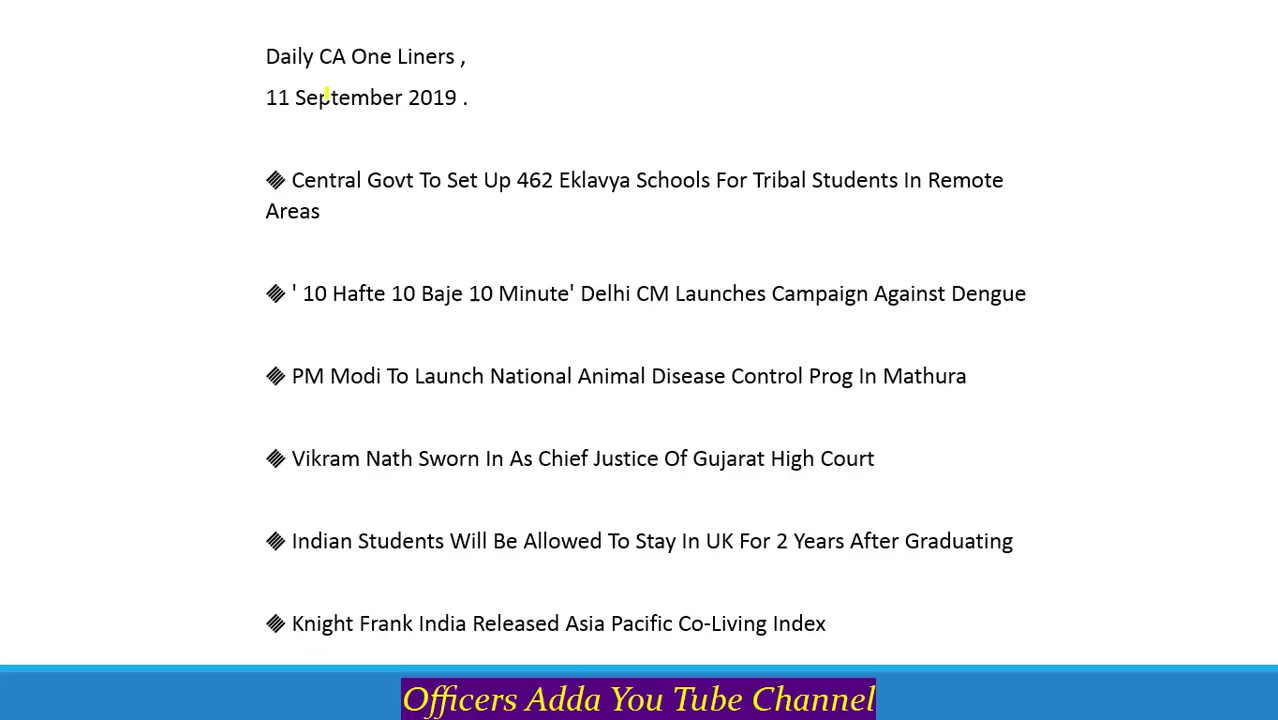 Daily CA One Liners ,
11 September 2019 .
Central Govt To Set Up 462 Eklavya Schools For Tribal Students In Remote
Areas
' 10 Hafte 10 Baje 10 Minute' Delhi CM Launches Campaign Against Dengue
PM Modi To Launch National Animal Disease Control Prog In Mathura
Vikram Nath Sworn In As Chief Justice Of Gujarat High Court
Indian Students Will Be Allowed To Stay In UK For 2 Years After Graduating
Knight Frank India Released Asia Pacific Co-Living Index
Officers Adda You Tube Channel